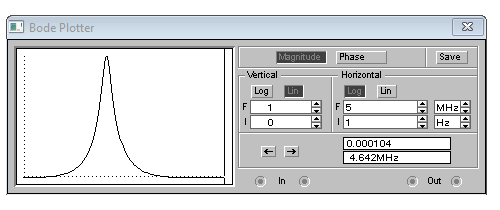 Bode Plotter
Magnitude Phase Save
Vertical Horizontal
Log Lin Log Lin
F 1 F 5 MHz
I 0 I 1 Hz
← → 0.000104
4.642MHz
In Out